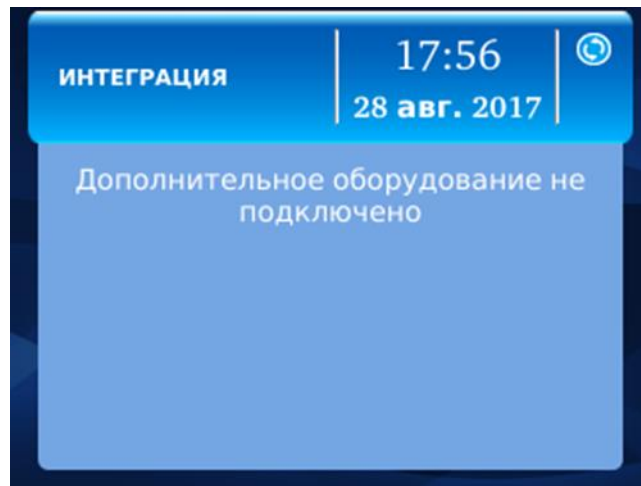 ИНТЕГРАЦИЯ
17:56
28 авг. 2017
Дополнительное оборудование не
подключено